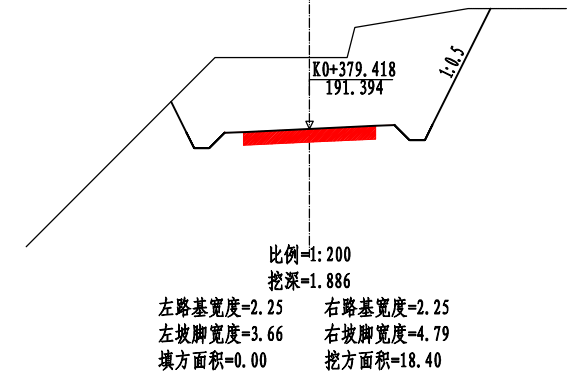 1:0.5
K0+379.418
191.394
比例=1:200
挖深=1.886
左路基宽度=2.25 右路基宽度=2.25
左坡脚宽度=3.66 右坡脚宽度=4.79
填方面积=0.00 挖方面积=18.40